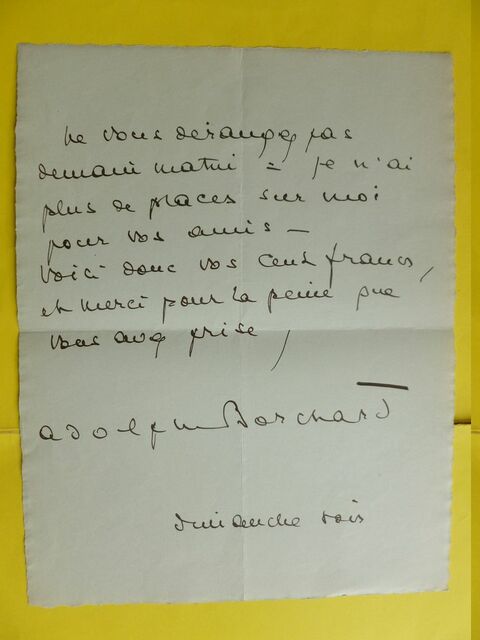 Ne vous dérangez pas
demain matin = je n'ai
plus de places sur moi
pour vos amis —
Voici donc vos cent francs,
et merci pour la peine que
vous avez prise,
Adolphe Borchard
dimanche soir